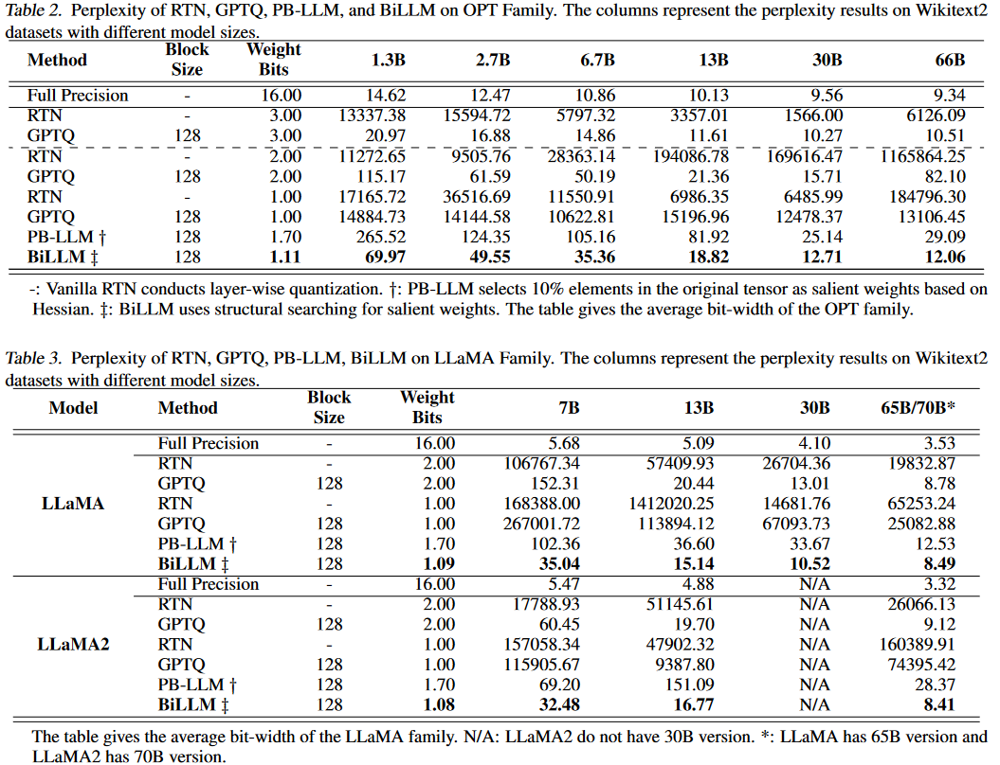 Table 2. Perplexity of RTN, GPTQ, PB-LLM, and BiLLM on OPT Family. The columns represent the perplexity results on Wikitext2
datasets with different model sizes.
Method Block Size Weight Bits 1.3B 2.7B 6.7B 13B 30B 66B
Full Precision - 16.00 14.62 12.47 10.86 10.13 9.56 9.34
RTN - 3.00 13337.38 15594.72 5797.32 3357.01 1566.00 6126.09
GPTQ 128 3.00 20.97 16.88 14.86 11.61 10.27 10.51
RTN - 2.00 11272.65 9505.76 28363.14 194086.78 169616.47 1165864.25
GPTQ 128 2.00 115.17 61.59 50.19 21.36 15.71 82.10
RTN - 1.00 17165.72 36516.69 11550.91 6986.35 6485.99 184796.30
GPTQ 128 1.00 14884.73 14144.58 10622.81 15196.96 12478.37 13106.45
PB-LLM † 128 1.70 265.52 124.35 105.16 81.92 25.14 29.09
BiLLM ‡ 128 1.11 69.97 49.55 35.36 18.82 12.71 12.06
-: Vanilla RTN conducts layer-wise quantization. †: PB-LLM selects 10% elements in the original tensor as salient weights based on
Hessian. ‡: BiLLM uses structural searching for salient weights. The table gives the average bit-width of the OPT family.
Table 3. Perplexity of RTN, GPTQ, PB-LLM, BiLLM on LLaMA Family. The columns represent the perplexity results on Wikitext2
datasets with different model sizes.
Model Method Block Size Weight Bits 7B 13B 30B 65B/70B*
Full Precision - 16.00 5.68 5.09 4.10 3.53
RTN - 2.00 106767.34 57409.93 26704.36 19832.87
GPTQ 128 2.00 152.31 20.44 13.01 8.78
LLaMA RTN - 1.00 168388.00 1412020.25 14681.76 65253.24
GPTQ 128 1.00 267001.72 113894.12 67093.73 25082.88
PB-LLM † 128 1.70 102.36 36.60 33.67 12.53
BiLLM ‡ 128 1.09 35.04 15.14 10.52 8.49
Full Precision - 16.00 5.47 4.88 N/A 3.32
RTN - 2.00 17788.93 51145.61 N/A 26066.13
GPTQ 128 2.00 60.45 19.70 N/A 9.12
LLaMA2 RTN - 1.00 157058.34 47902.32 N/A 160389.91
GPTQ 128 1.00 115905.67 9387.80 N/A 74395.42
PB-LLM † 128 1.70 69.20 151.09 N/A 28.37
BiLLM ‡ 128 1.08 32.48 16.77 N/A 8.41
The table gives the average bit-width of the LLaMA family. N/A: LLaMA2 do not have 30B version. *: LLaMA has 65B version and
LLaMA2 has 70B version.